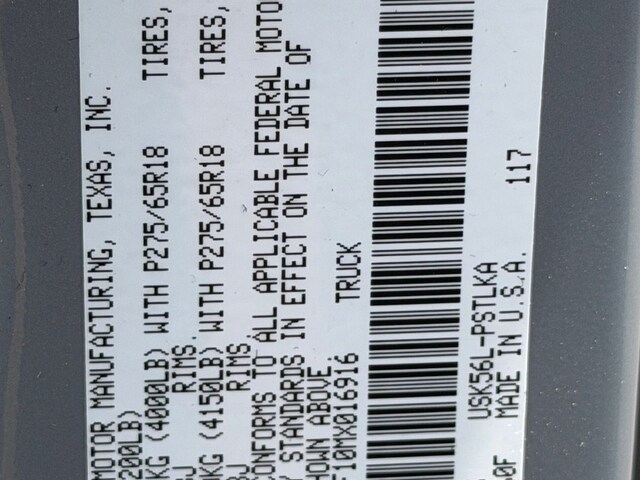 MOTOR MANUFACTURING, TEXAS, INC.
200LB)
KG (4000LB) WITH P275/65R18 TIRES,
J RIMS.
KG (4150LB) WITH P275/65R18 TIRES,
J RIMS.
CONFORMS TO ALL APPLICABLE FEDERAL MOTO
Y STANDARDS IN EFFECT ON THE DATE OF
HOWN ABOVE.
F10MX016916 TRUCK
USK56L-PSTLKA
0F MADE IN U.S.A. 117